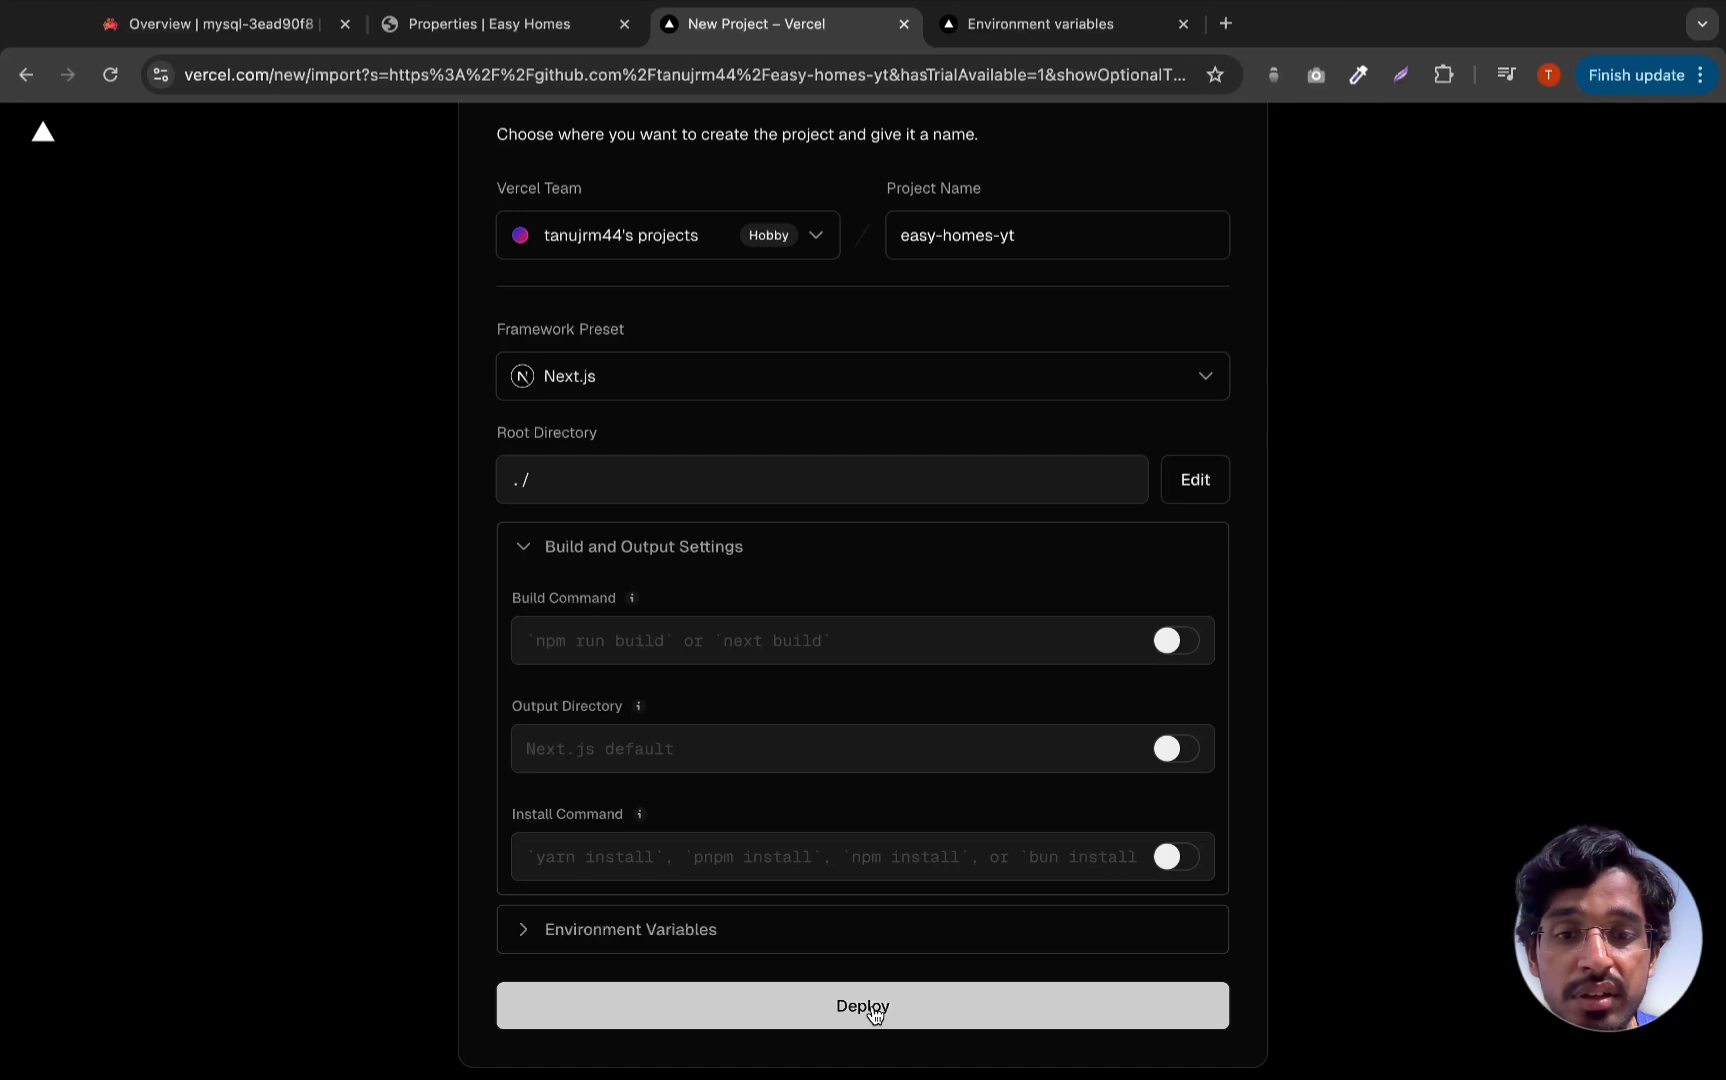 Overview | mysql-3ead90f8 |
Properties | Easy Homes
New Project – Vercel
Environment variables
vercel.com/new/import?s=https%3A%2F%2Fgithub.com%2Ftanujrm44%2Feasy-homes-yt&hasTrialAvailable=1&showOptionalT...
T
Finish update
Choose where you want to create the project and give it a name.
Vercel Team
Project Name
tanujrm44's projects
Hobby
easy-homes-yt
Framework Preset
N Next.js
Root Directory
./
Edit
Build and Output Settings
Build Command i
`npm run build` or `next build`
Output Directory i
Next.js default
Install Command i
`yarn install`, `pnpm install`, `npm install`, or `bun install
Environment Variables
Deploy